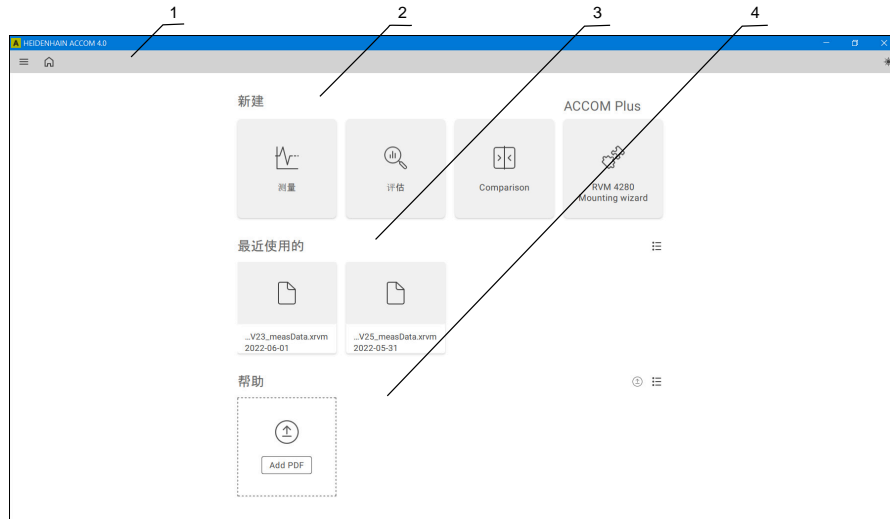 1
2
3
4
HEIDENHAIN ACCOM 4.0
新建
ACCOM Plus
测量
评估
Comparison
RVM 4280
Mounting wizard
最近使用的
...V23_measData.xrvm
2022-06-01
...V25_measData.xrvm
2022-05-31
帮助
Add PDF